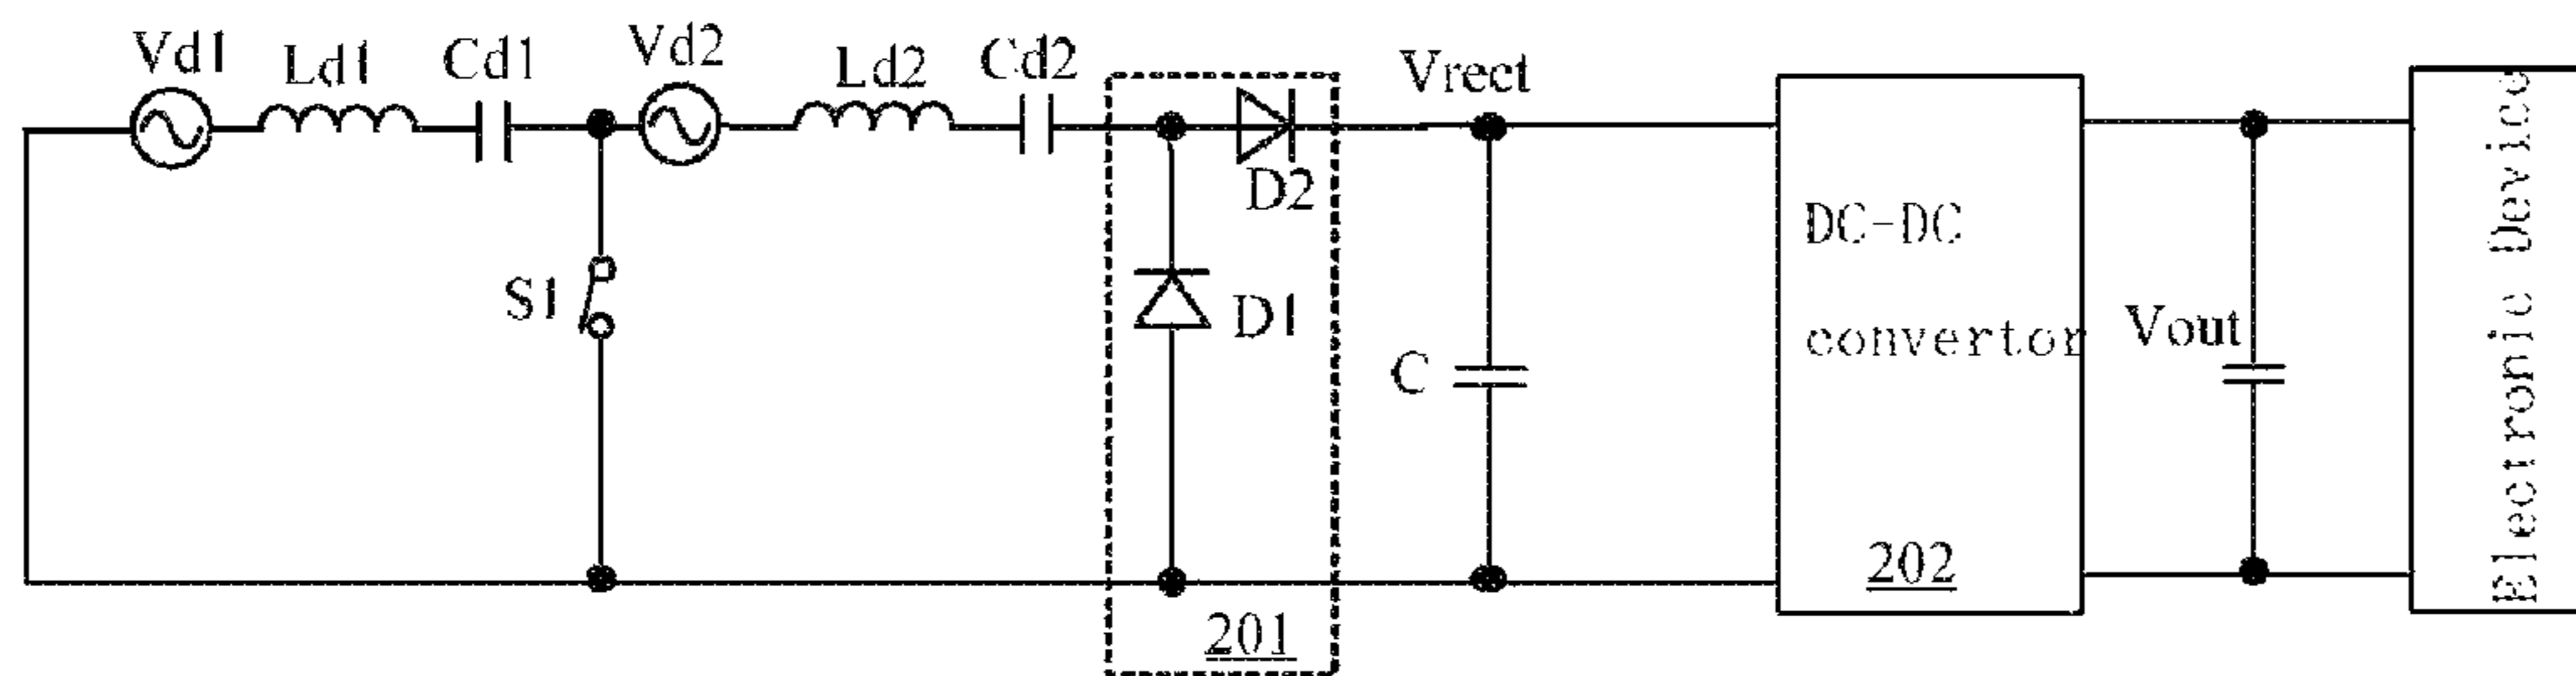 Vd1
Ld1
Cd1
Vd2
Ld2
Cd2
Vrect
D2
S1
D1
C
DC-DC
convertor
Vout
202
201
Electronic Device